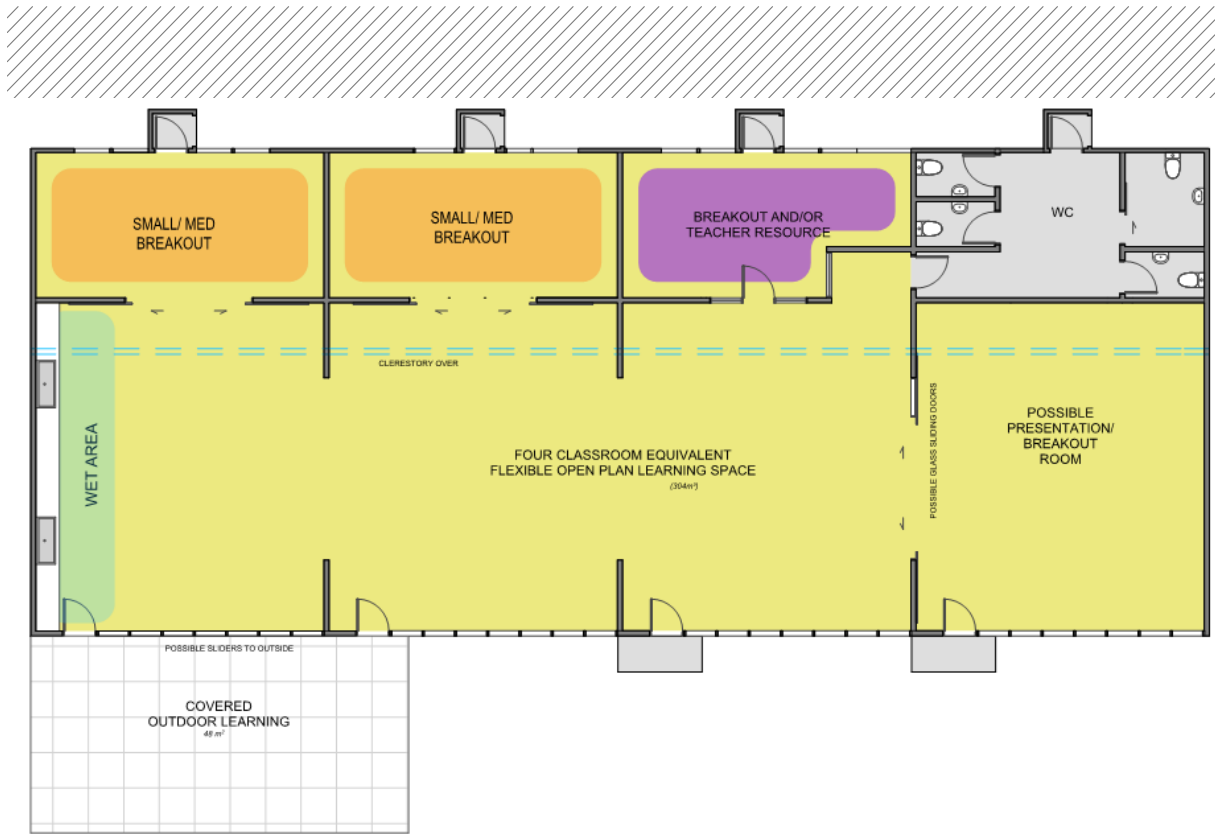 SMALL/ MED
BREAKOUT
SMALL/ MED
BREAKOUT
BREAKOUT AND/OR
TEACHER RESOURCE
WC
CLERESTORY OVER
WET AREA
FOUR CLASSROOM EQUIVALENT
FLEXIBLE OPEN PLAN LEARNING SPACE
(394m²)
POSSIBLE GLASS SLIDING DOORS
POSSIBLE
PRESENTATION/
BREAKOUT
ROOM
POSSIBLE SLIDERS TO OUTSIDE
COVERED
OUTDOOR LEARNING
48 m²